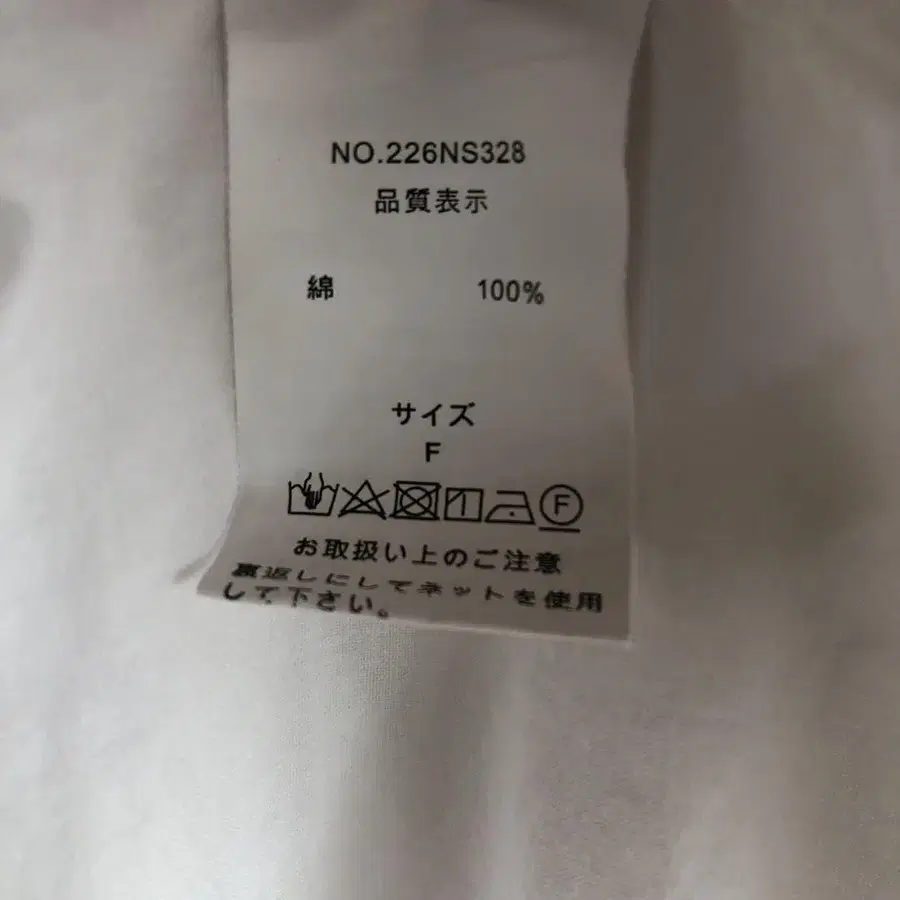 NO.226NS328
品質表示
綿 100%
サイズ
F
F
お取扱い上のご注意
裏返しにしてネットを使用
して下さい。